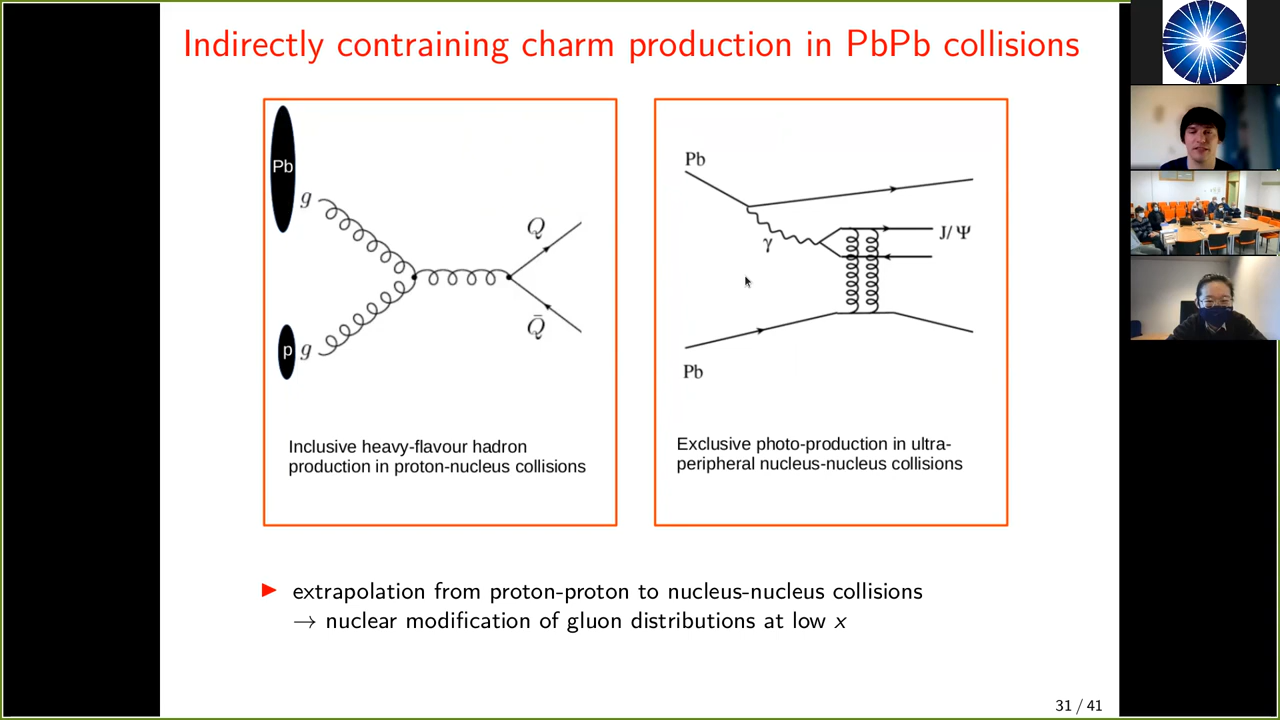 Indirectly contraining charm production in PbPb collisions
Pb
g
p
g
Q
Q̄
Inclusive heavy-flavour hadron
production in proton-nucleus collisions
Pb
γ
J/Ψ
Pb
Exclusive photo-production in ultra-
peripheral nucleus-nucleus collisions
extrapolation from proton-proton to nucleus-nucleus collisions
→ nuclear modification of gluon distributions at low x
31 / 41